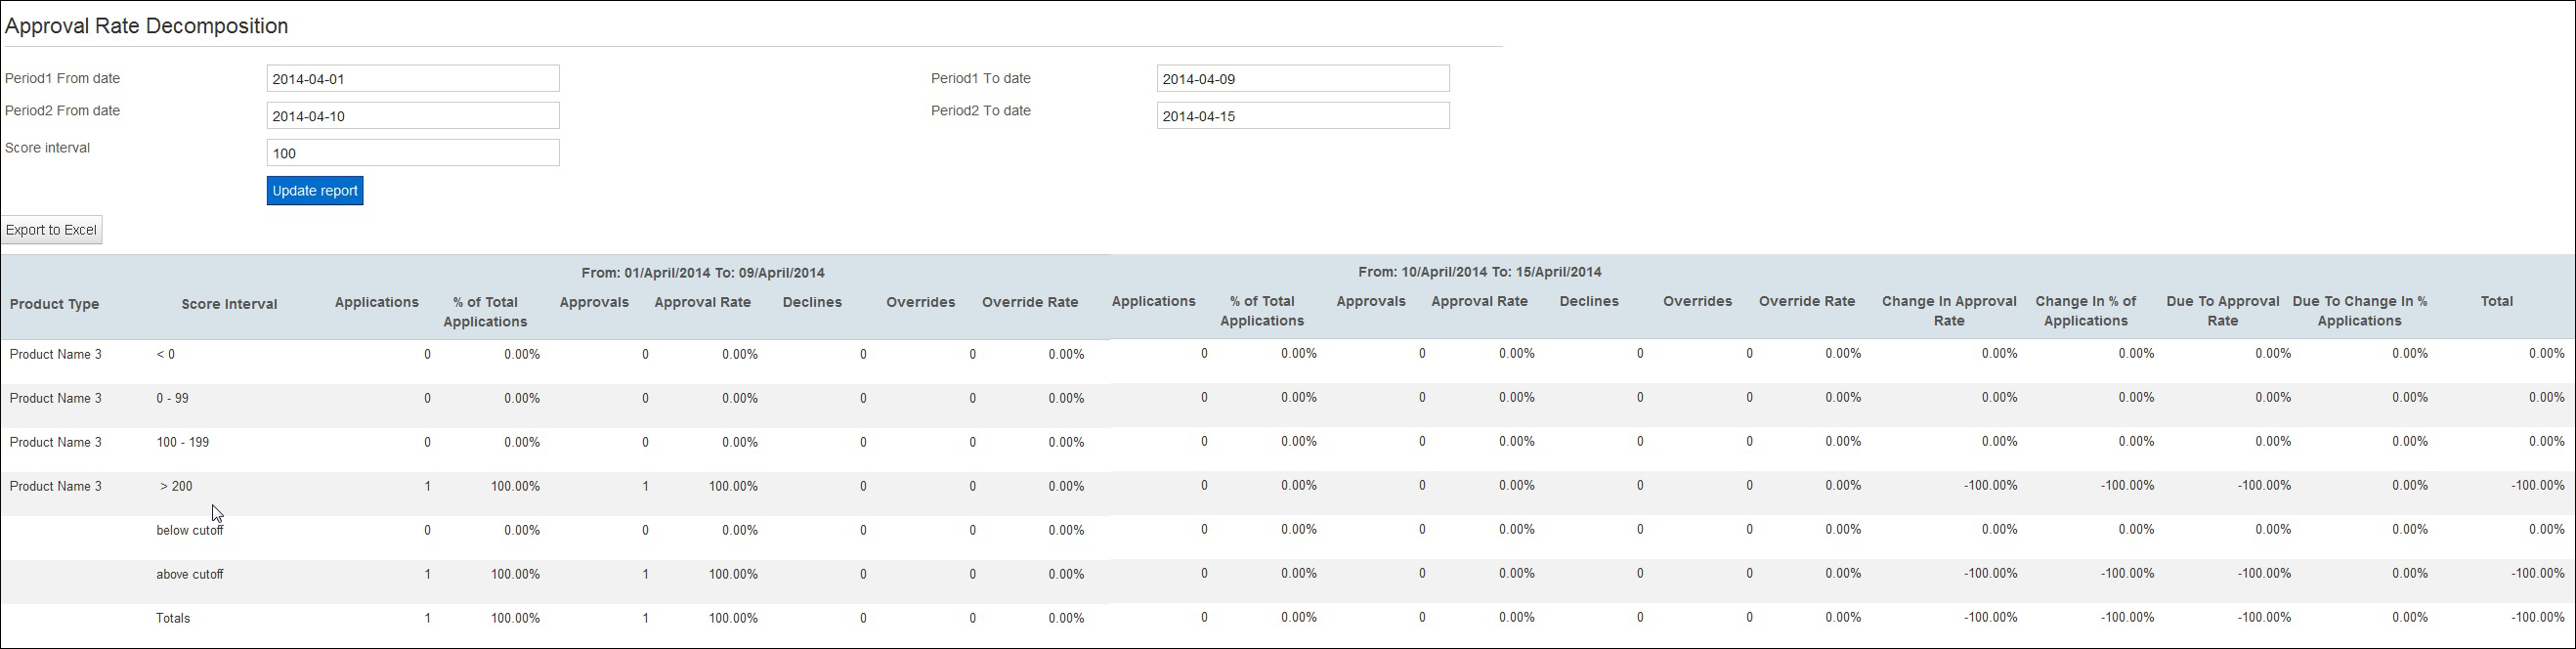 Approval Rate Decomposition
Period1 From date 2014-04-01 Period1 To date 2014-04-09
Period2 From date 2014-04-10 Period2 To date 2014-04-15
Score interval 100
Update report
Export to Excel
From: 01/April/2014 To: 09/April/2014 From: 10/April/2014 To: 15/April/2014
Product Type Score Interval Applications % of Total Approvals Approval Rate Declines Overrides Override Rate Applications % of Total Approvals Approval Rate Declines Overrides Override Rate Change In Approval Change In % of Due To Approval Due To Change In % Total
Applications Applications Rate Applications Rate Applications
Product Name 3 < 0 0 0.00% 0 0.00% 0 0 0.00% 0 0.00% 0 0.00% 0 0 0.00% 0.00% 0.00% 0.00% 0.00% 0.00%
Product Name 3 0 - 99 0 0.00% 0 0.00% 0 0 0.00% 0 0.00% 0 0.00% 0 0 0.00% 0.00% 0.00% 0.00% 0.00% 0.00%
Product Name 3 100 - 199 0 0.00% 0 0.00% 0 0 0.00% 0 0.00% 0 0.00% 0 0 0.00% 0.00% 0.00% 0.00% 0.00% 0.00%
Product Name 3 > 200 1 100.00% 1 100.00% 0 0 0.00% 0 0.00% 0 0.00% 0 0 0.00% -100.00% -100.00% -100.00% 0.00% -100.00%
below cutoff 0 0.00% 0 0.00% 0 0 0.00% 0 0.00% 0 0.00% 0 0 0.00% 0.00% 0.00% 0.00% 0.00% 0.00%
above cutoff 1 100.00% 1 100.00% 0 0 0.00% 0 0.00% 0 0.00% 0 0 0.00% -100.00% -100.00% -100.00% 0.00% -100.00%
Totals 1 100.00% 1 100.00% 0 0 0.00% 0 0.00% 0 0.00% 0 0 0.00% -100.00% -100.00% -100.00% 0.00% -100.00%